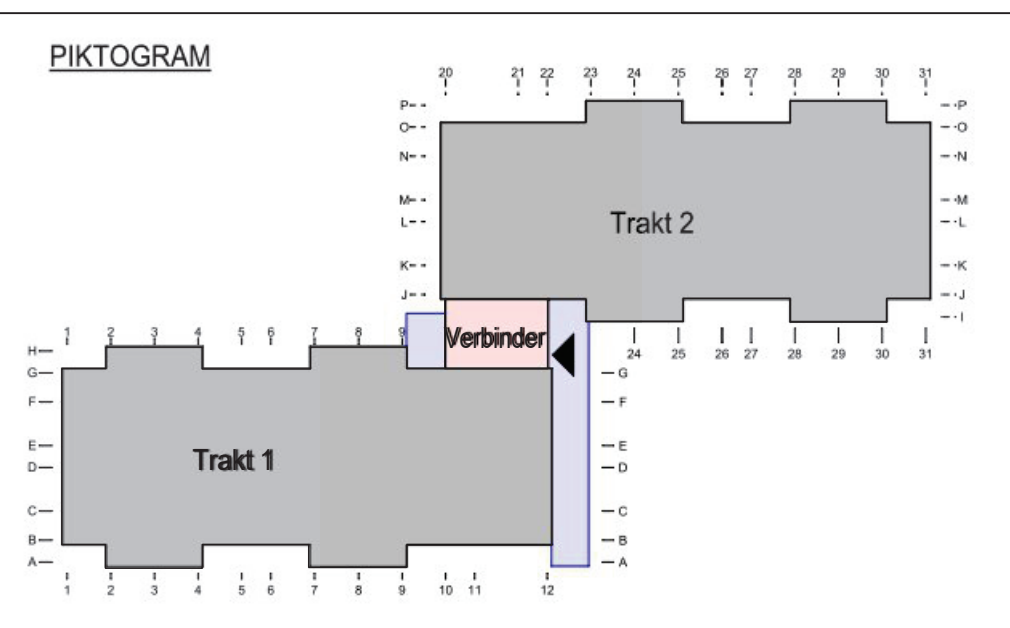 PIKTOGRAM
20 21 22 23 24 25 26 27 28 29 30 31
P P
O O
N N
M M
L L
K K
J J
I
Trakt 2
1 2 3 4 5 6 7 8 9
Verbinder
24 25 26 27 28 29 30 31
H
G G
F F
E E
D D
C C
B B
A A
Trakt 1
1 2 3 4 5 6 7 8 9 10 11 12